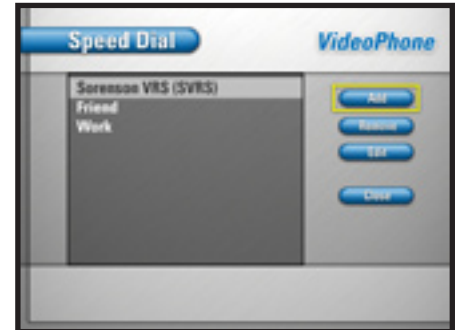 Speed Dial
VideoPhone
Sorenson VRS (SVRS)
Friend
Work
Add
Remove
Edit
Close